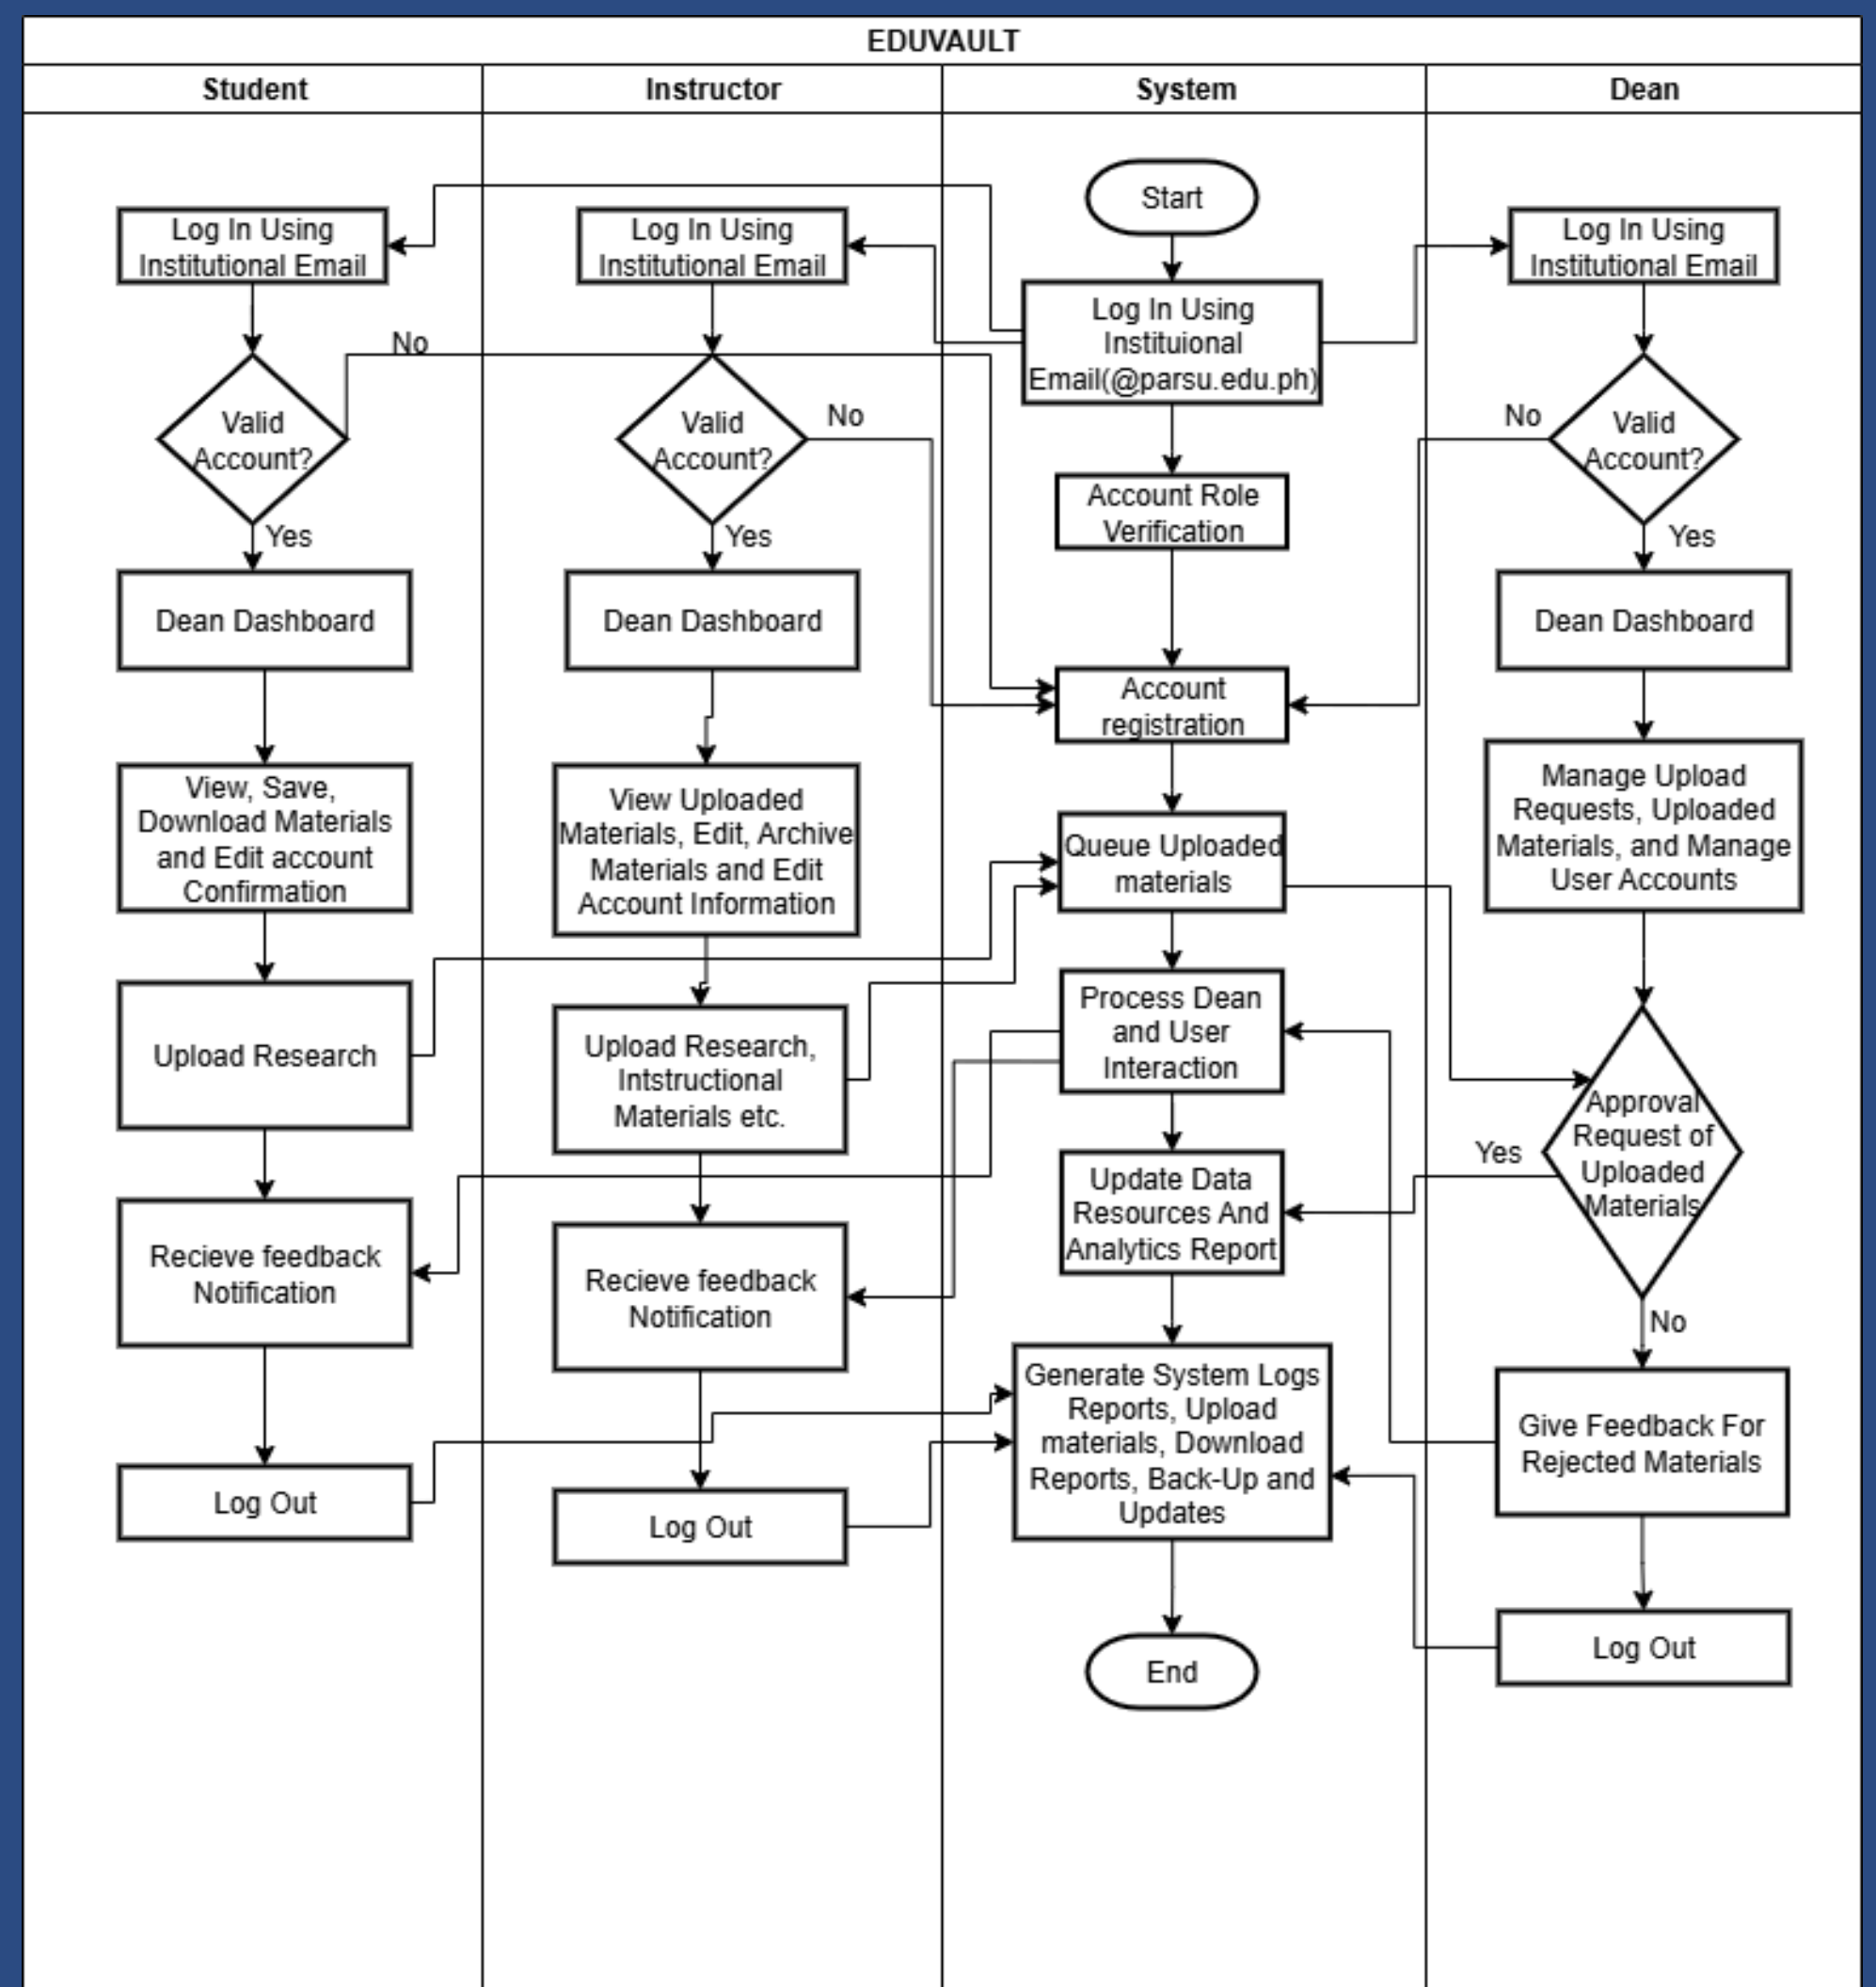 EDUVAULT
Student
Instructor
System
Dean
Log In Using
Institutional Email
No
Valid
Account?
Yes
Dean Dashboard
View, Save,
Download Materials
and Edit account
Confirmation
Upload Research
Recieve feedback
Notification
Log Out
Log In Using
Institutional Email
Valid
Account?
No
Yes
Dean Dashboard
View Uploaded
Materials, Edit, Archive
Materials and Edit
Account Information
Upload Research,
Intstructional
Materials etc.
Recieve feedback
Notification
Log Out
Start
Log In Using
Instituional
Email(@parsu.edu.ph)
Account Role
Verification
Account
registration
Queue Uploaded
materials
Process Dean
and User
Interaction
Update Data
Resources And
Analytics Report
Generate System Logs
Reports, Upload
materials, Download
Reports, Back-Up and
Updates
End
Log In Using
Institutional Email
No
Valid
Account?
Yes
Dean Dashboard
Manage Upload
Requests, Uploaded
Materials, and Manage
User Accounts
Approval
Request of
Uploaded
Materials
Yes
No
Give Feedback For
Rejected Materials
Log Out